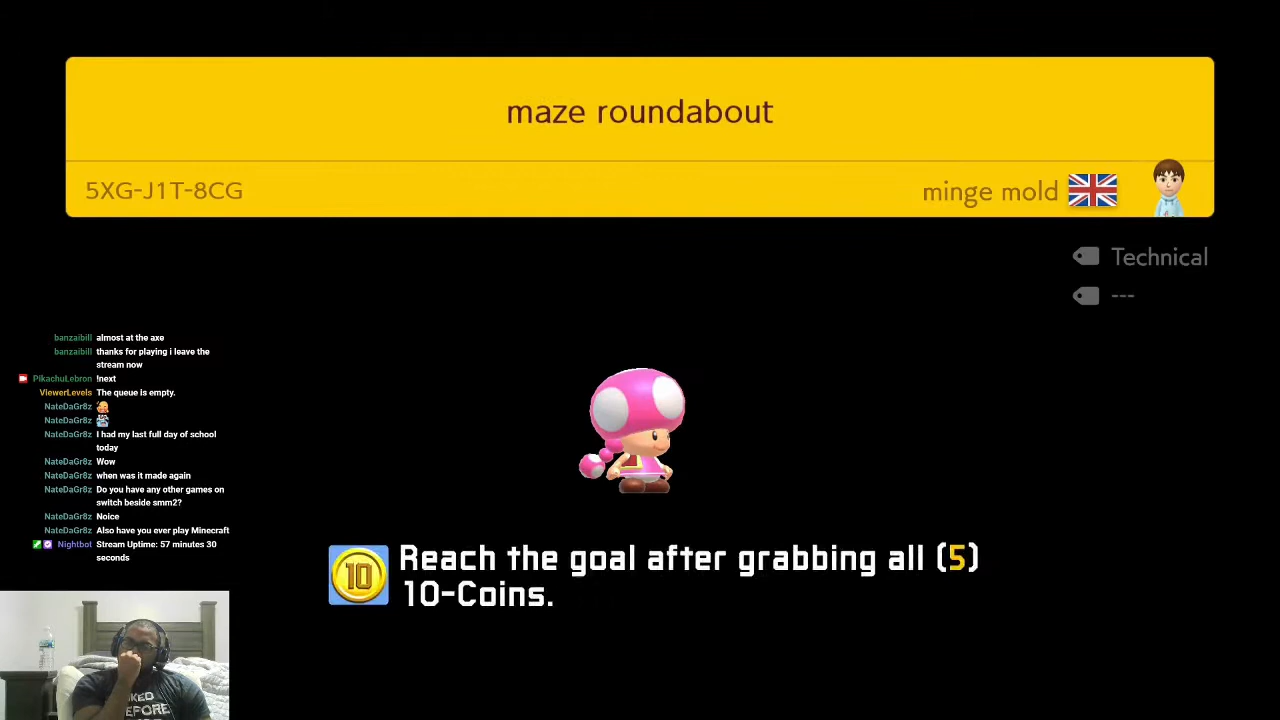 maze roundabout
5XG-J1T-8CG
minge mold
Technical
---
banzaibill almost at the axe
banzaibill thanks for playing i leave the
stream now
PikachuLebron !next
ViewerLevels The queue is empty.
NateDaGr8z
NateDaGr8z
NateDaGr8z I had my last full day of school
today
NateDaGr8z Wow
NateDaGr8z when was it made again
NateDaGr8z Do you have any other games on
switch beside smm2?
NateDaGr8z Noice
NateDaGr8z Also have you ever play Minecraft
Nightbot Stream Uptime: 57 minutes 30
seconds
10
Reach the goal after grabbing all (5)
10-Coins.
BEFORE